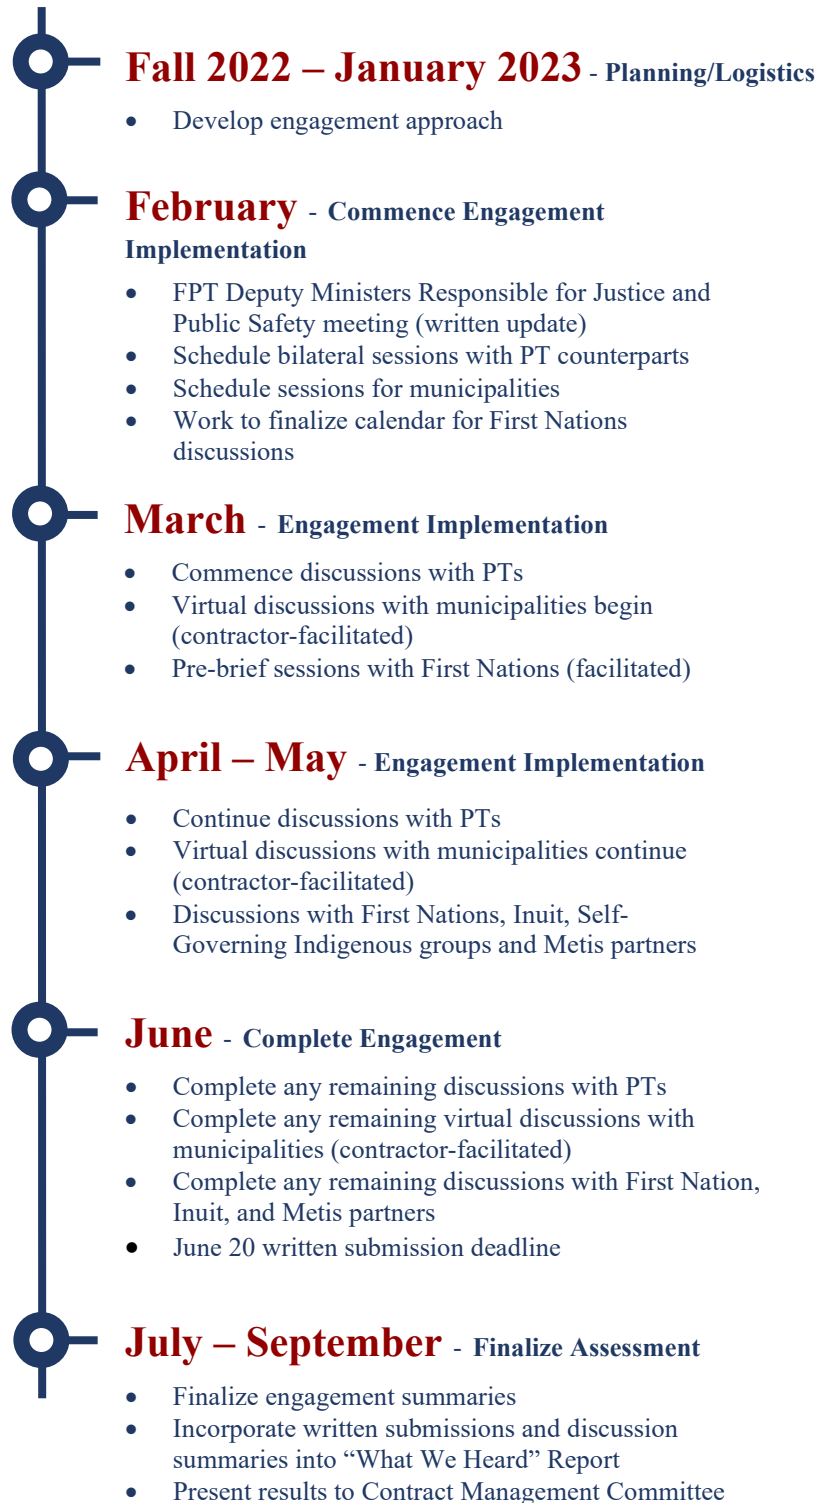 Fall 2022 – January 2023 - Planning/Logistics
• Develop engagement approach
February - Commence Engagement
Implementation
• FPT Deputy Ministers Responsible for Justice and
Public Safety meeting (written update)
• Schedule bilateral sessions with PT counterparts
• Schedule sessions for municipalities
• Work to finalize calendar for First Nations
discussions
March - Engagement Implementation
• Commence discussions with PTs
• Virtual discussions with municipalities begin
(contractor-facilitated)
• Pre-brief sessions with First Nations (facilitated)
April – May - Engagement Implementation
• Continue discussions with PTs
• Virtual discussions with municipalities continue
(contractor-facilitated)
• Discussions with First Nations, Inuit, Self-
Governing Indigenous groups and Metis partners
June - Complete Engagement
• Complete any remaining discussions with PTs
• Complete any remaining virtual discussions with
municipalities (contractor-facilitated)
• Complete any remaining discussions with First Nation,
Inuit, and Metis partners
• June 20 written submission deadline
July – September - Finalize Assessment
• Finalize engagement summaries
• Incorporate written submissions and discussion
summaries into “What We Heard” Report
• Present results to Contract Management Committee